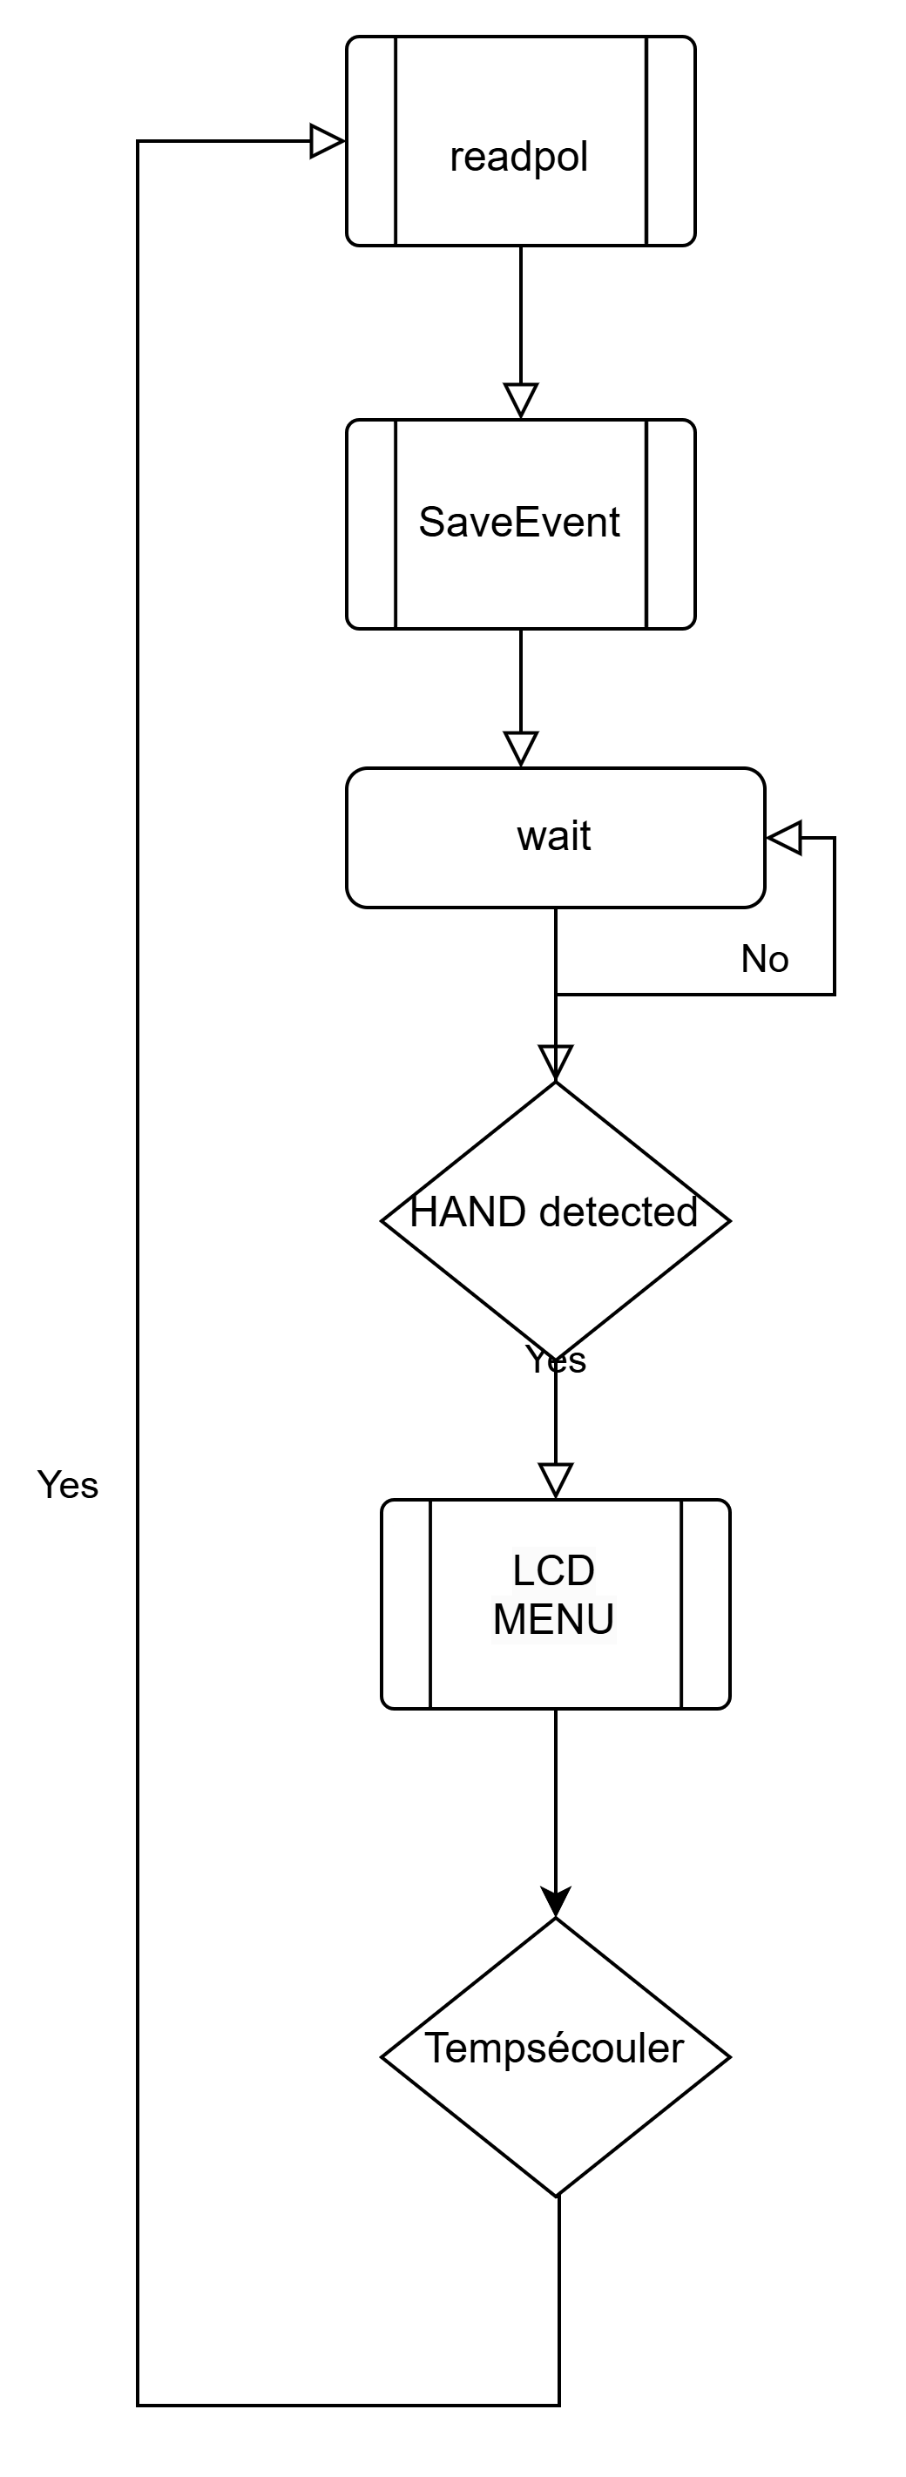 readpol
SaveEvent
wait
No
HAND detected
Yes
Yes
LCD
MENU
Tempsécouler